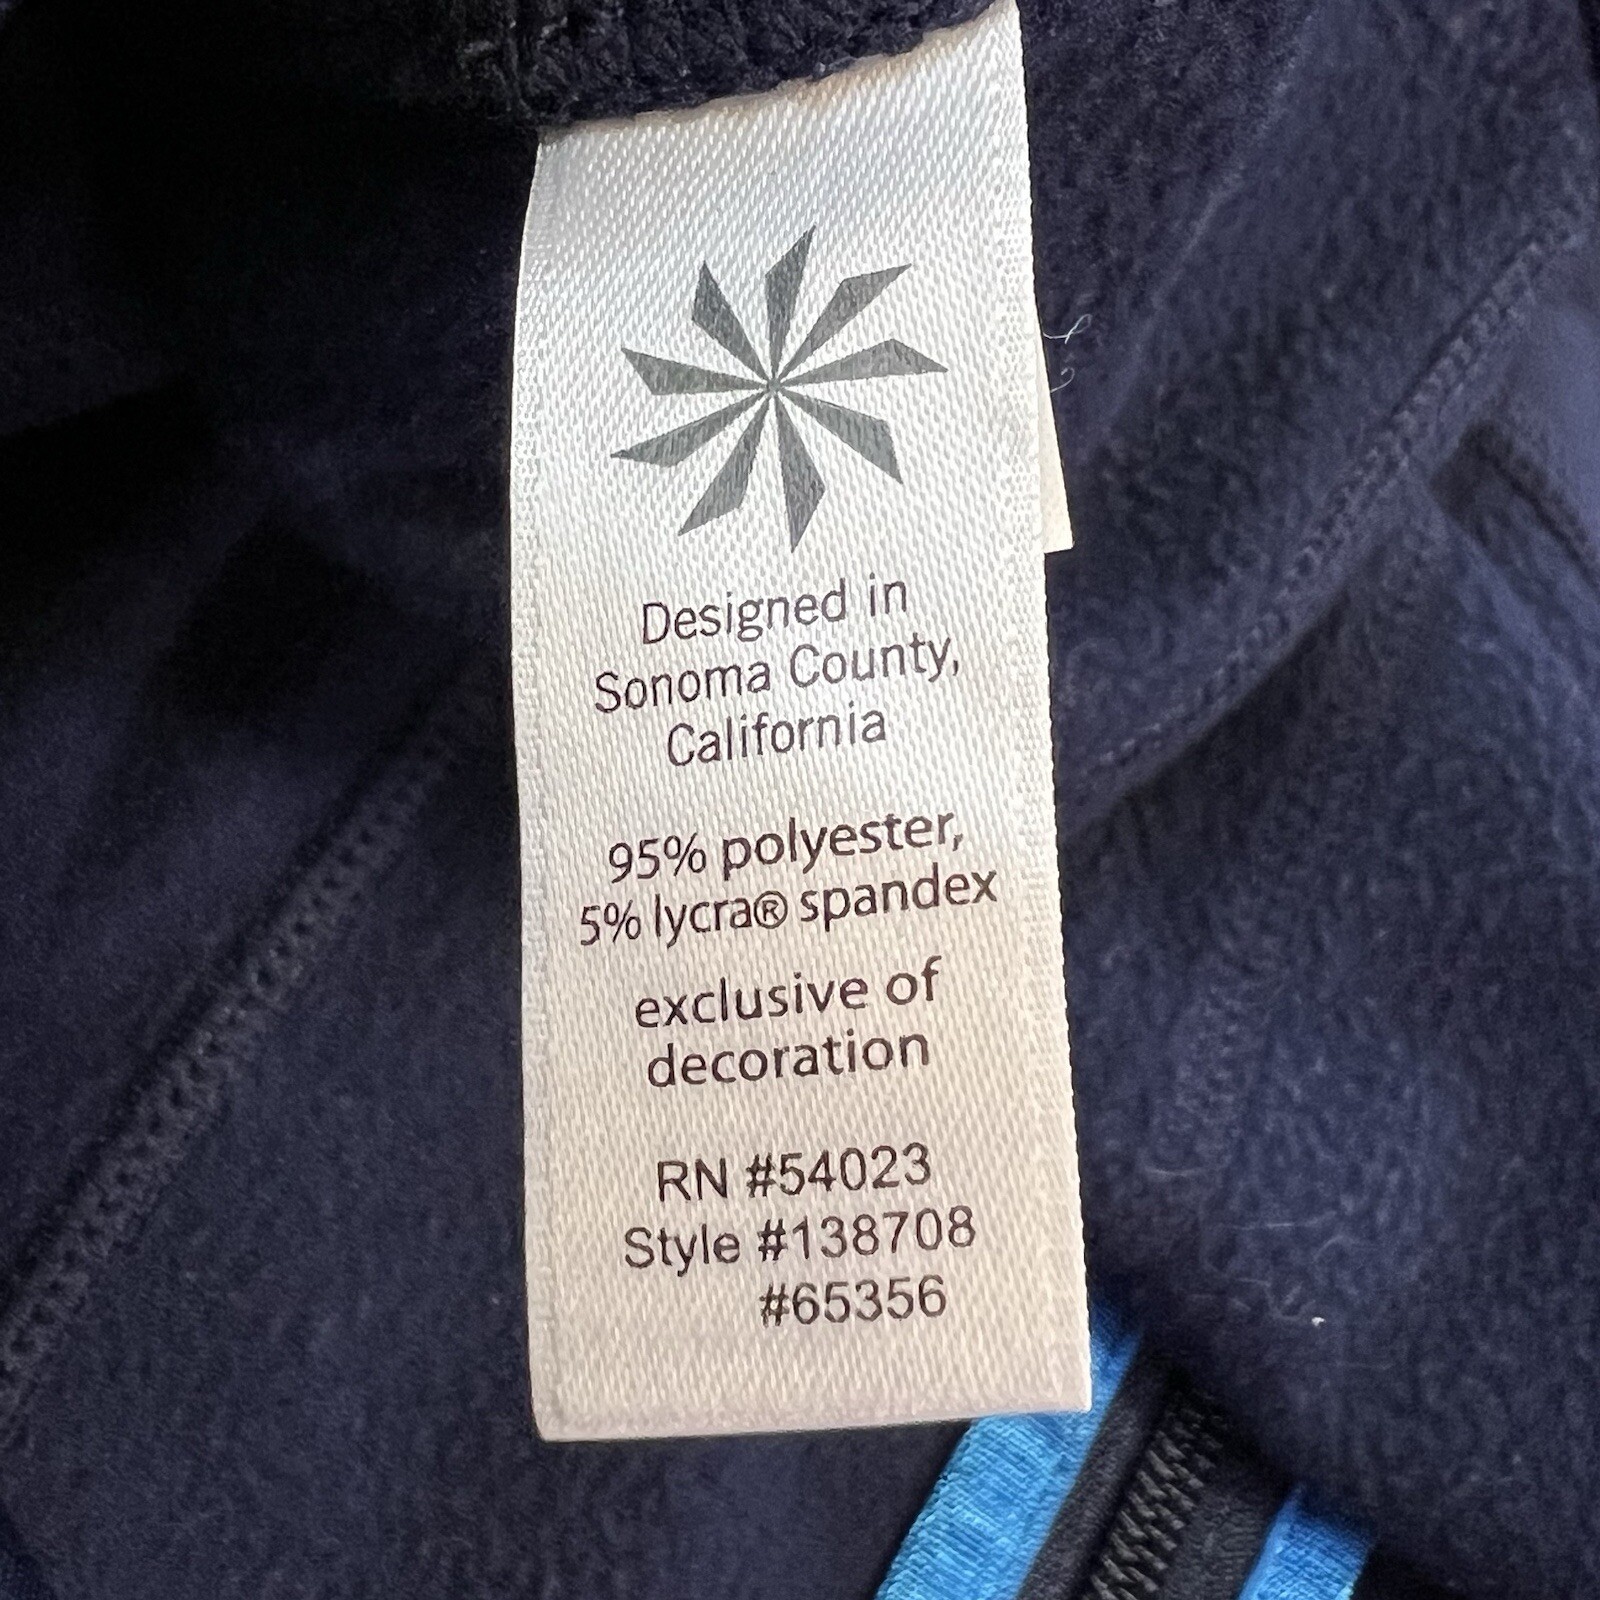 Designed in
Sonoma County,
California
95% polyester,
5% lycra® spandex
exclusive of
decoration
RN #54023
Style #138708
#65356